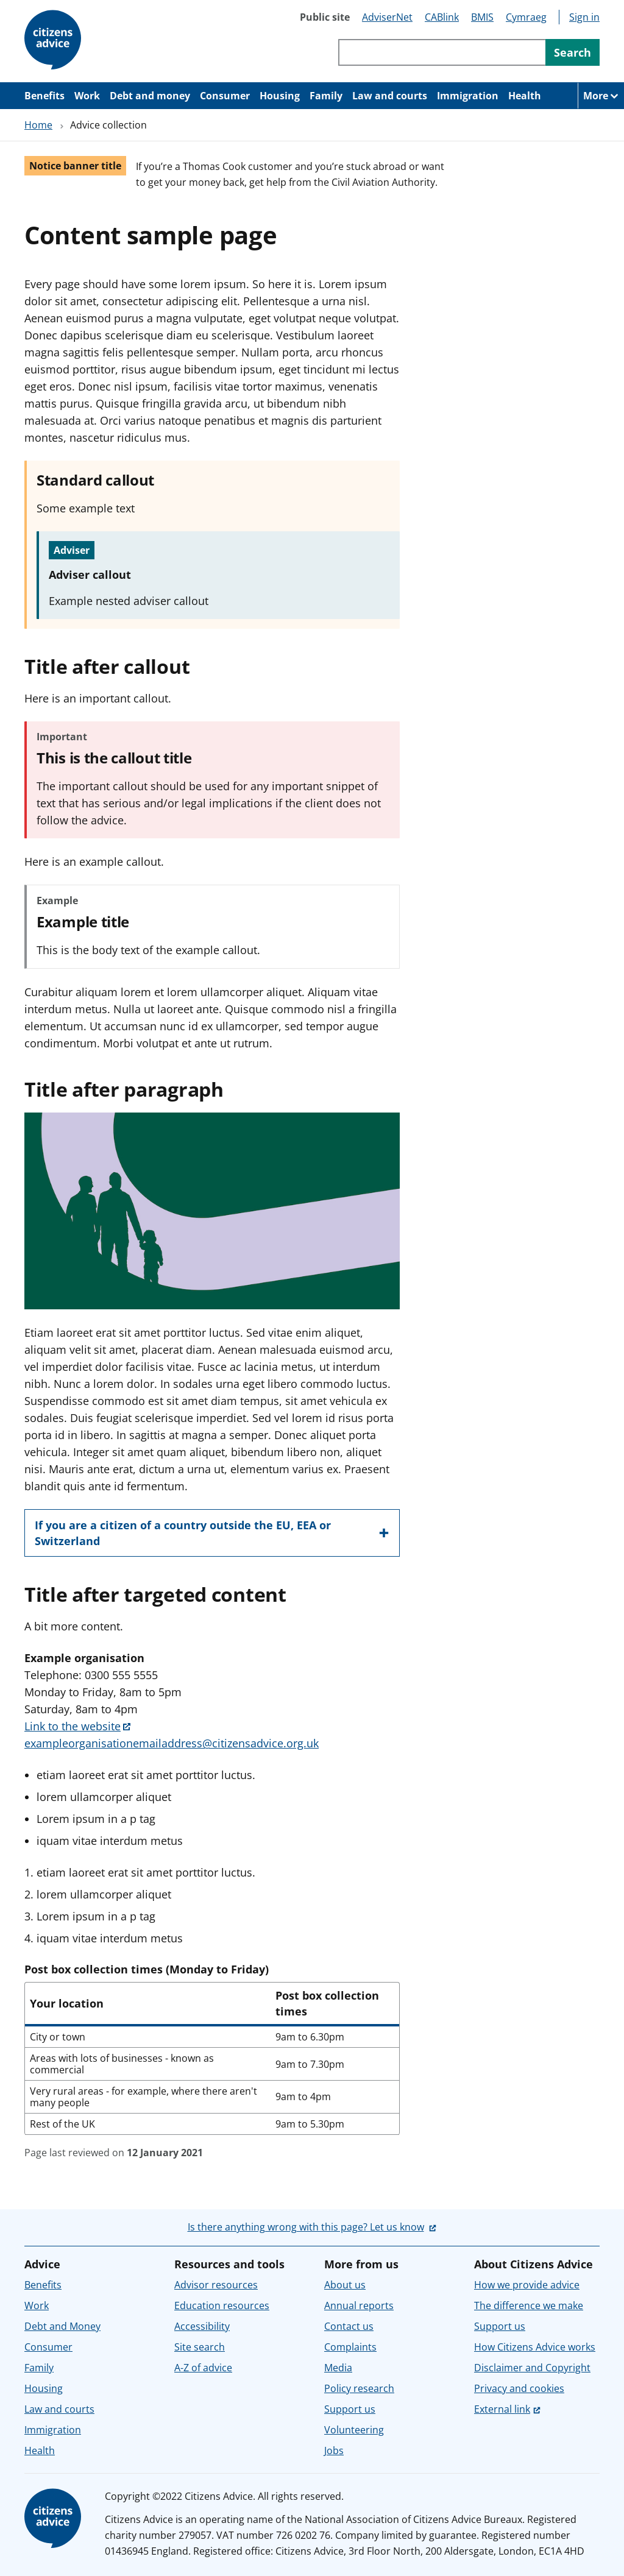 citizens
advice
Public site AdviserNet CABlink BMIS Cymraeg Sign in
Search
Benefits Work Debt and money Consumer Housing Family Law and courts Immigration Health More
Home › Advice collection
Notice banner title
If you’re a Thomas Cook customer and you’re stuck abroad or want
to get your money back, get help from the Civil Aviation Authority.
Content sample page
Every page should have some lorem ipsum. So here it is. Lorem ipsum
dolor sit amet, consectetur adipiscing elit. Pellentesque a urna nisl.
Aenean euismod purus a magna vulputate, eget volutpat neque volutpat.
Donec dapibus scelerisque diam eu scelerisque. Vestibulum laoreet
magna sagittis felis pellentesque semper. Nullam porta, arcu rhoncus
euismod porttitor, risus augue bibendum ipsum, eget tincidunt mi lectus
eget eros. Donec nisl ipsum, facilisis vitae tortor maximus, venenatis
mattis purus. Quisque fringilla gravida arcu, ut bibendum nibh
malesuada at. Orci varius natoque penatibus et magnis dis parturient
montes, nascetur ridiculus mus.
Standard callout
Some example text
Adviser
Adviser callout
Example nested adviser callout
Title after callout
Here is an important callout.
Important
This is the callout title
The important callout should be used for any important snippet of
text that has serious and/or legal implications if the client does not
follow the advice.
Here is an example callout.
Example
Example title
This is the body text of the example callout.
Curabitur aliquam lorem et lorem ullamcorper aliquet. Aliquam vitae
interdum metus. Nulla ut laoreet ante. Quisque commodo nisl a fringilla
elementum. Ut accumsan nunc id ex ullamcorper, sed tempor augue
condimentum. Morbi volutpat et ante ut rutrum.
Title after paragraph
Etiam laoreet erat sit amet porttitor luctus. Sed vitae enim aliquet,
aliquam velit sit amet, placerat diam. Aenean malesuada euismod arcu,
vel imperdiet dolor facilisis vitae. Fusce ac lacinia metus, ut interdum
nibh. Nunc a lorem dolor. In sodales urna eget libero commodo luctus.
Suspendisse commodo est sit amet diam tempus, sit amet vehicula ex
sodales. Duis feugiat scelerisque imperdiet. Sed vel lorem id risus porta
porta id in libero. In sagittis at magna a semper. Donec aliquet porta
vehicula. Integer sit amet quam aliquet, bibendum libero non, aliquet
nisi. Mauris ante erat, dictum a urna ut, elementum varius ex. Praesent
blandit quis ante id fermentum.
If you are a citizen of a country outside the EU, EEA or
Switzerland
Title after targeted content
A bit more content.
Example organisation
Telephone: 0300 555 5555
Monday to Friday, 8am to 5pm
Saturday, 8am to 4pm
Link to the website
exampleorganisationemailaddress@citizensadvice.org.uk
• etiam laoreet erat sit amet porttitor luctus.
• lorem ullamcorper aliquet
• Lorem ipsum in a p tag
• iquam vitae interdum metus
1. etiam laoreet erat sit amet porttitor luctus.
2. lorem ullamcorper aliquet
3. Lorem ipsum in a p tag
4. iquam vitae interdum metus
Post box collection times (Monday to Friday)
Your location
Post box collection
times
City or town 9am to 6.30pm
Areas with lots of businesses - known as
commercial
9am to 7.30pm
Very rural areas - for example, where there aren't
many people
9am to 4pm
Rest of the UK 9am to 5.30pm
Page last reviewed on 12 January 2021
Is there anything wrong with this page? Let us know
Advice
Benefits
Work
Debt and Money
Consumer
Family
Housing
Law and courts
Immigration
Health
Resources and tools
Advisor resources
Education resources
Accessibility
Site search
A-Z of advice
More from us
About us
Annual reports
Contact us
Complaints
Media
Policy research
Support us
Volunteering
Jobs
About Citizens Advice
How we provide advice
The difference we make
Support us
How Citizens Advice works
Disclaimer and Copyright
Privacy and cookies
External link
citizens
advice
Copyright ©2022 Citizens Advice. All rights reserved.
Citizens Advice is an operating name of the National Association of Citizens Advice Bureaux. Registered
charity number 279057. VAT number 726 0202 76. Company limited by guarantee. Registered number
01436945 England. Registered office: Citizens Advice, 3rd Floor North, 200 Aldersgate, London, EC1A 4HD